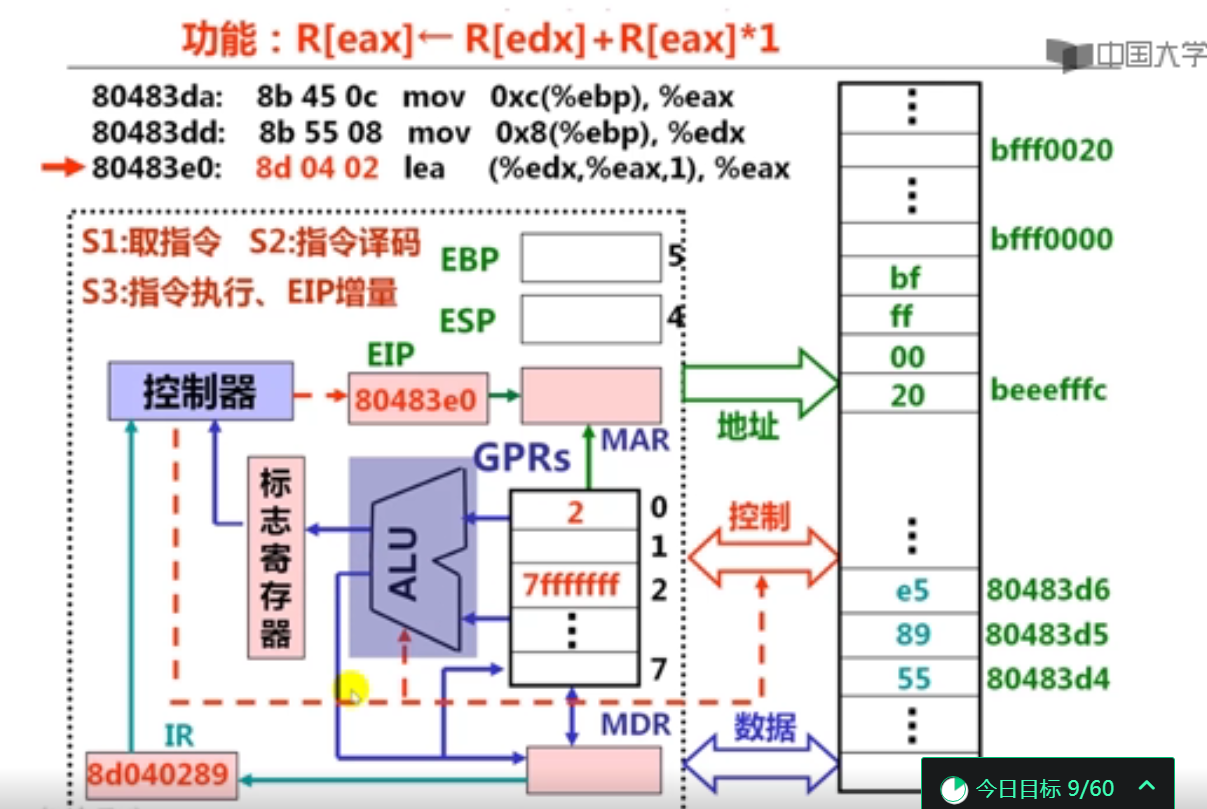 功能：R[eax]← R[edx]+R[eax]*1
中国大学
80483da: 8b 45 0c mov 0xc(%ebp), %eax
80483dd: 8b 55 08 mov 0x8(%ebp), %edx
80483e0: 8d 04 02 lea (%edx,%eax,1), %eax
S1:取指令 S2:指令译码
S3:指令执行、EIP增量
EBP 5
ESP 4
EIP
控制器
80483e0
MAR
GPRs
标志寄存器
ALU
2 0
1
7fffffff 2
⋮
7
MDR
IR
8d040289
地址
控制
数据
⋮
bfff0020
⋮
bfff0000
bf
ff
00
20 beeefffc
⋮
e5 80483d6
89 80483d5
55 80483d4
⋮
今日目标 9/60